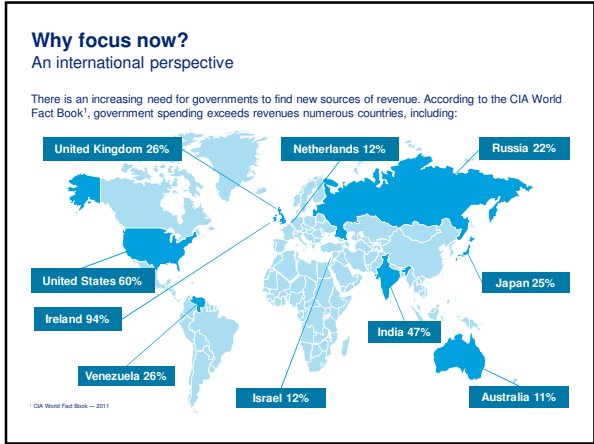 Why focus now?
An international perspective
There is an increasing need for governments to find new sources of revenue. According to the CIA World
Fact Book¹, government spending exceeds revenues numerous countries, including:
United Kingdom 26%
Netherlands 12%
Russia 22%
United States 60%
Japan 25%
Ireland 94%
India 47%
Venezuela 26%
Israel 12%
Australia 11%
¹ CIA World Fact Book — 2011